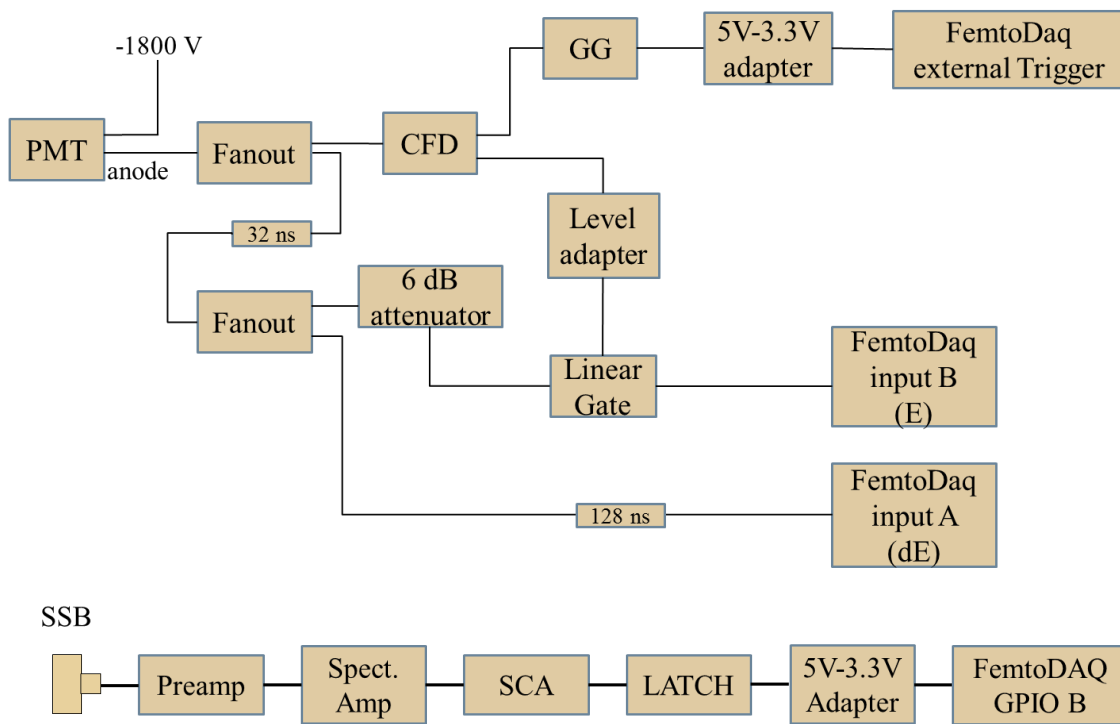 -1800 V
PMT
anode
Fanout
CFD
GG
5V-3.3V
adapter
FemtoDaq
external Trigger
32 ns
Level
adapter
Fanout
6 dB
attenuator
Linear
Gate
FemtoDaq
input B
(E)
128 ns
FemtoDaq
input A
(dE)
SSB
Preamp
Spect.
Amp
SCA
LATCH
5V-3.3V
Adapter
FemtoDAQ
GPIO B